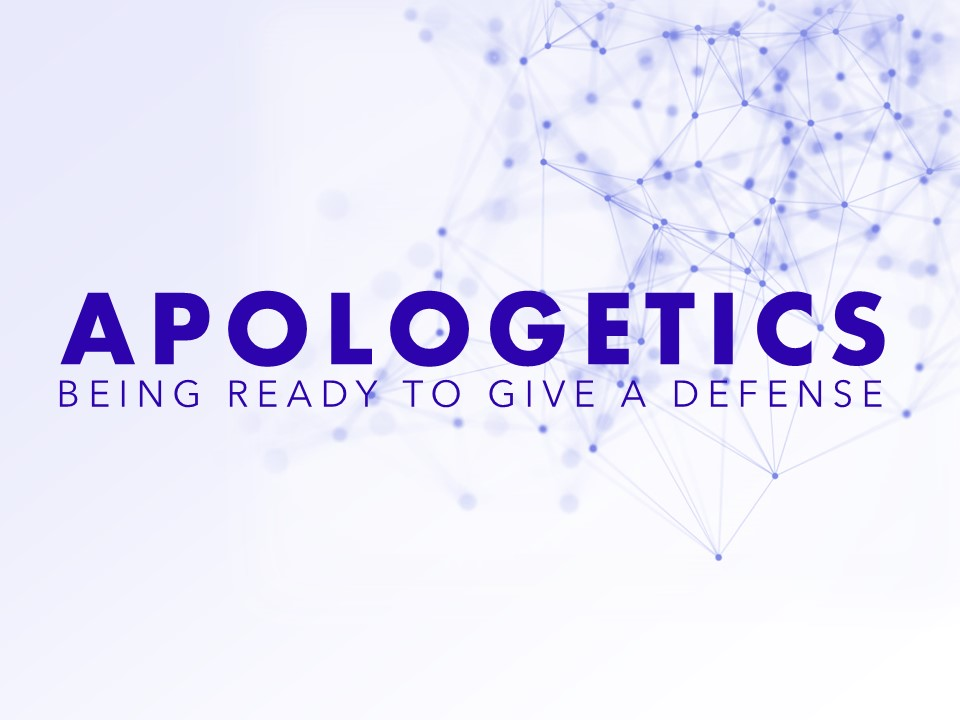 APOLOGETICS
BEING READY TO GIVE A DEFENSE